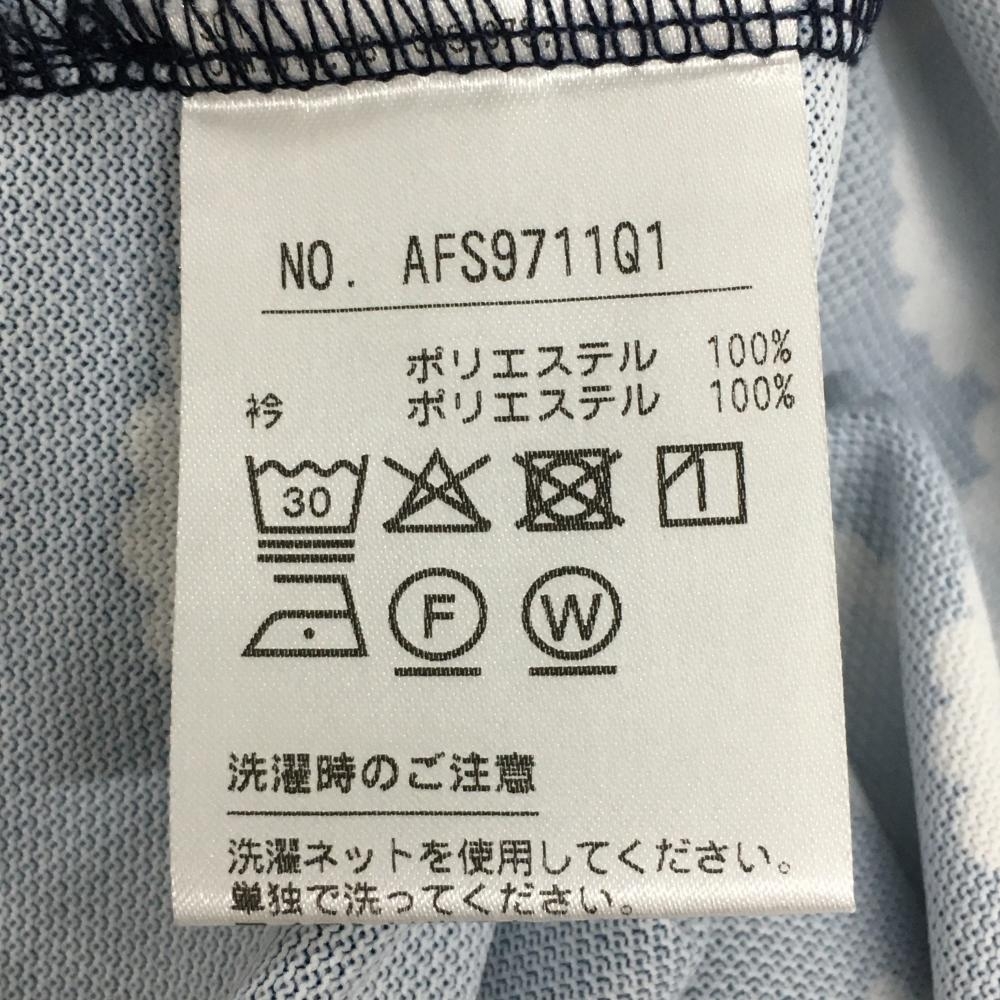 NO. AFS9711Q1
ポリエステル 100%
衿 ポリエステル 100%
30
F W
洗濯時のご注意
洗濯ネットを使用してください。
単独で洗ってください。